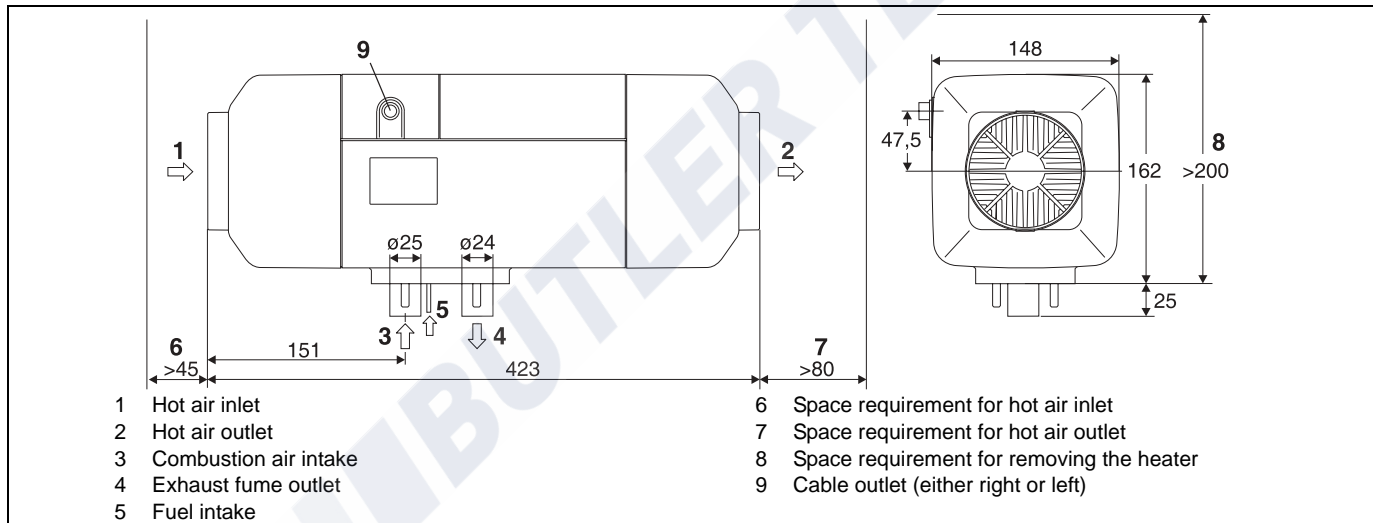 9
148
1
2
47,5
162
8
>200
ø25
ø24
5
25
3
4
151
6
>45
423
7
>80
1 Hot air inlet
2 Hot air outlet
3 Combustion air intake
4 Exhaust fume outlet
5 Fuel intake
6 Space requirement for hot air inlet
7 Space requirement for hot air outlet
8 Space requirement for removing the heater
9 Cable outlet (either right or left)